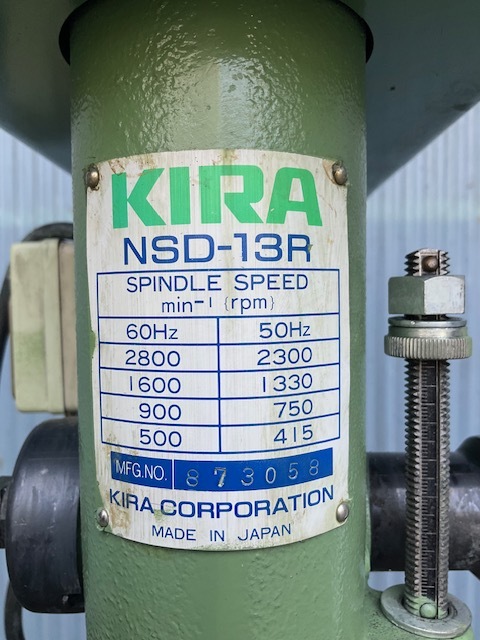 KIRA
NSD-13R
SPINDLE SPEED
min⁻¹ (rpm)
60Hz 50Hz
2800 2300
1600 1330
900 750
500 415
MFG.NO. 873058
KIRA CORPORATION
MADE IN JAPAN